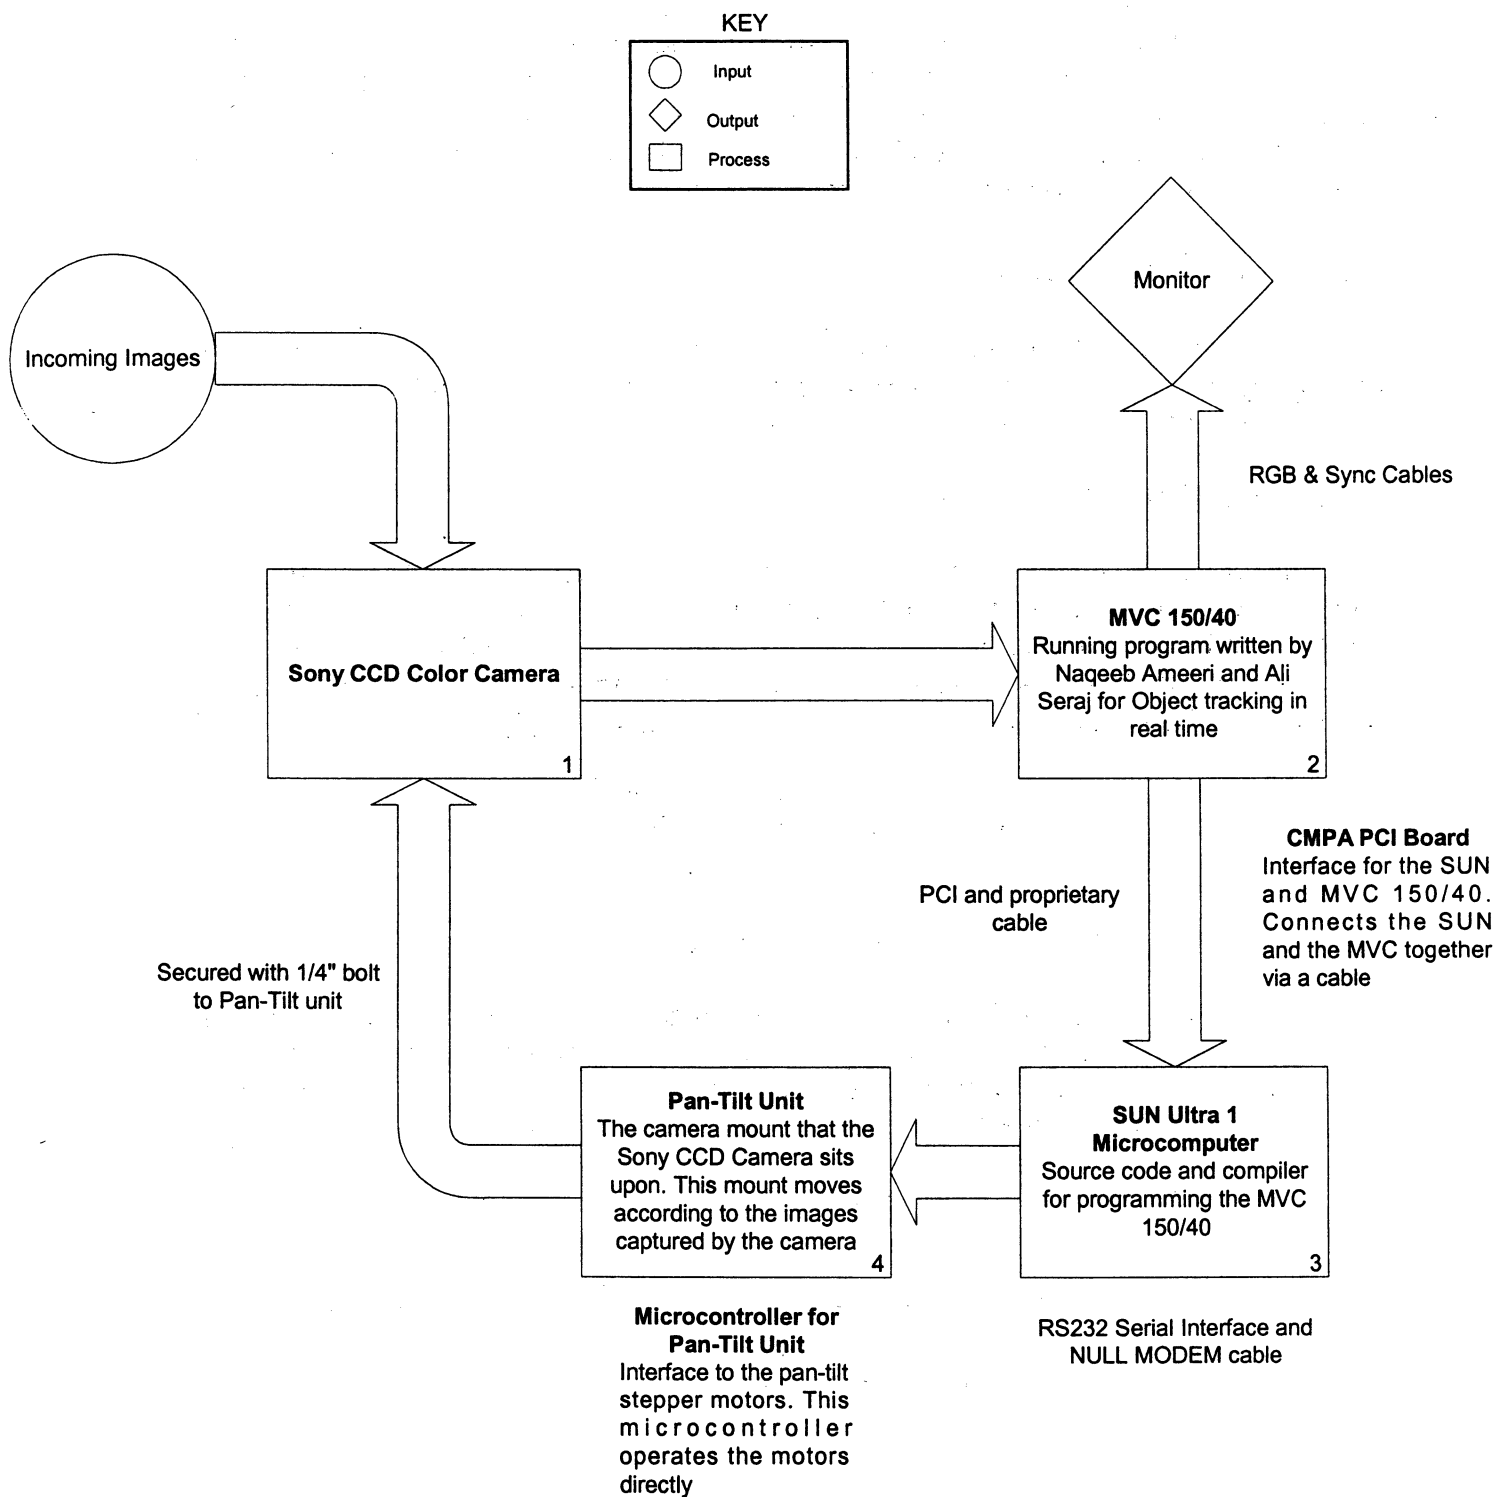 KEY
Input
Output
Process
Monitor
Incoming Images
RGB & Sync Cables
Sony CCD Color Camera
1
MVC 150/40
Running program written by
Naqeeb Ameeri and Ali
Seraj for Object tracking in
real time
2
PCI and proprietary
cable
CMPA PCI Board
Interface for the SUN
and MVC 150/40.
Connects the SUN
and the MVC together
via a cable
Secured with 1/4" bolt
to Pan-Tilt unit
Pan-Tilt Unit
The camera mount that the
Sony CCD Camera sits
upon. This mount moves
according to the images
captured by the camera
4
SUN Ultra 1
Microcomputer
Source code and compiler
for programming the MVC
150/40
3
Microcontroller for
Pan-Tilt Unit
Interface to the pan-tilt
stepper motors. This
microcontroller
operates the motors
directly
RS232 Serial Interface and
NULL MODEM cable